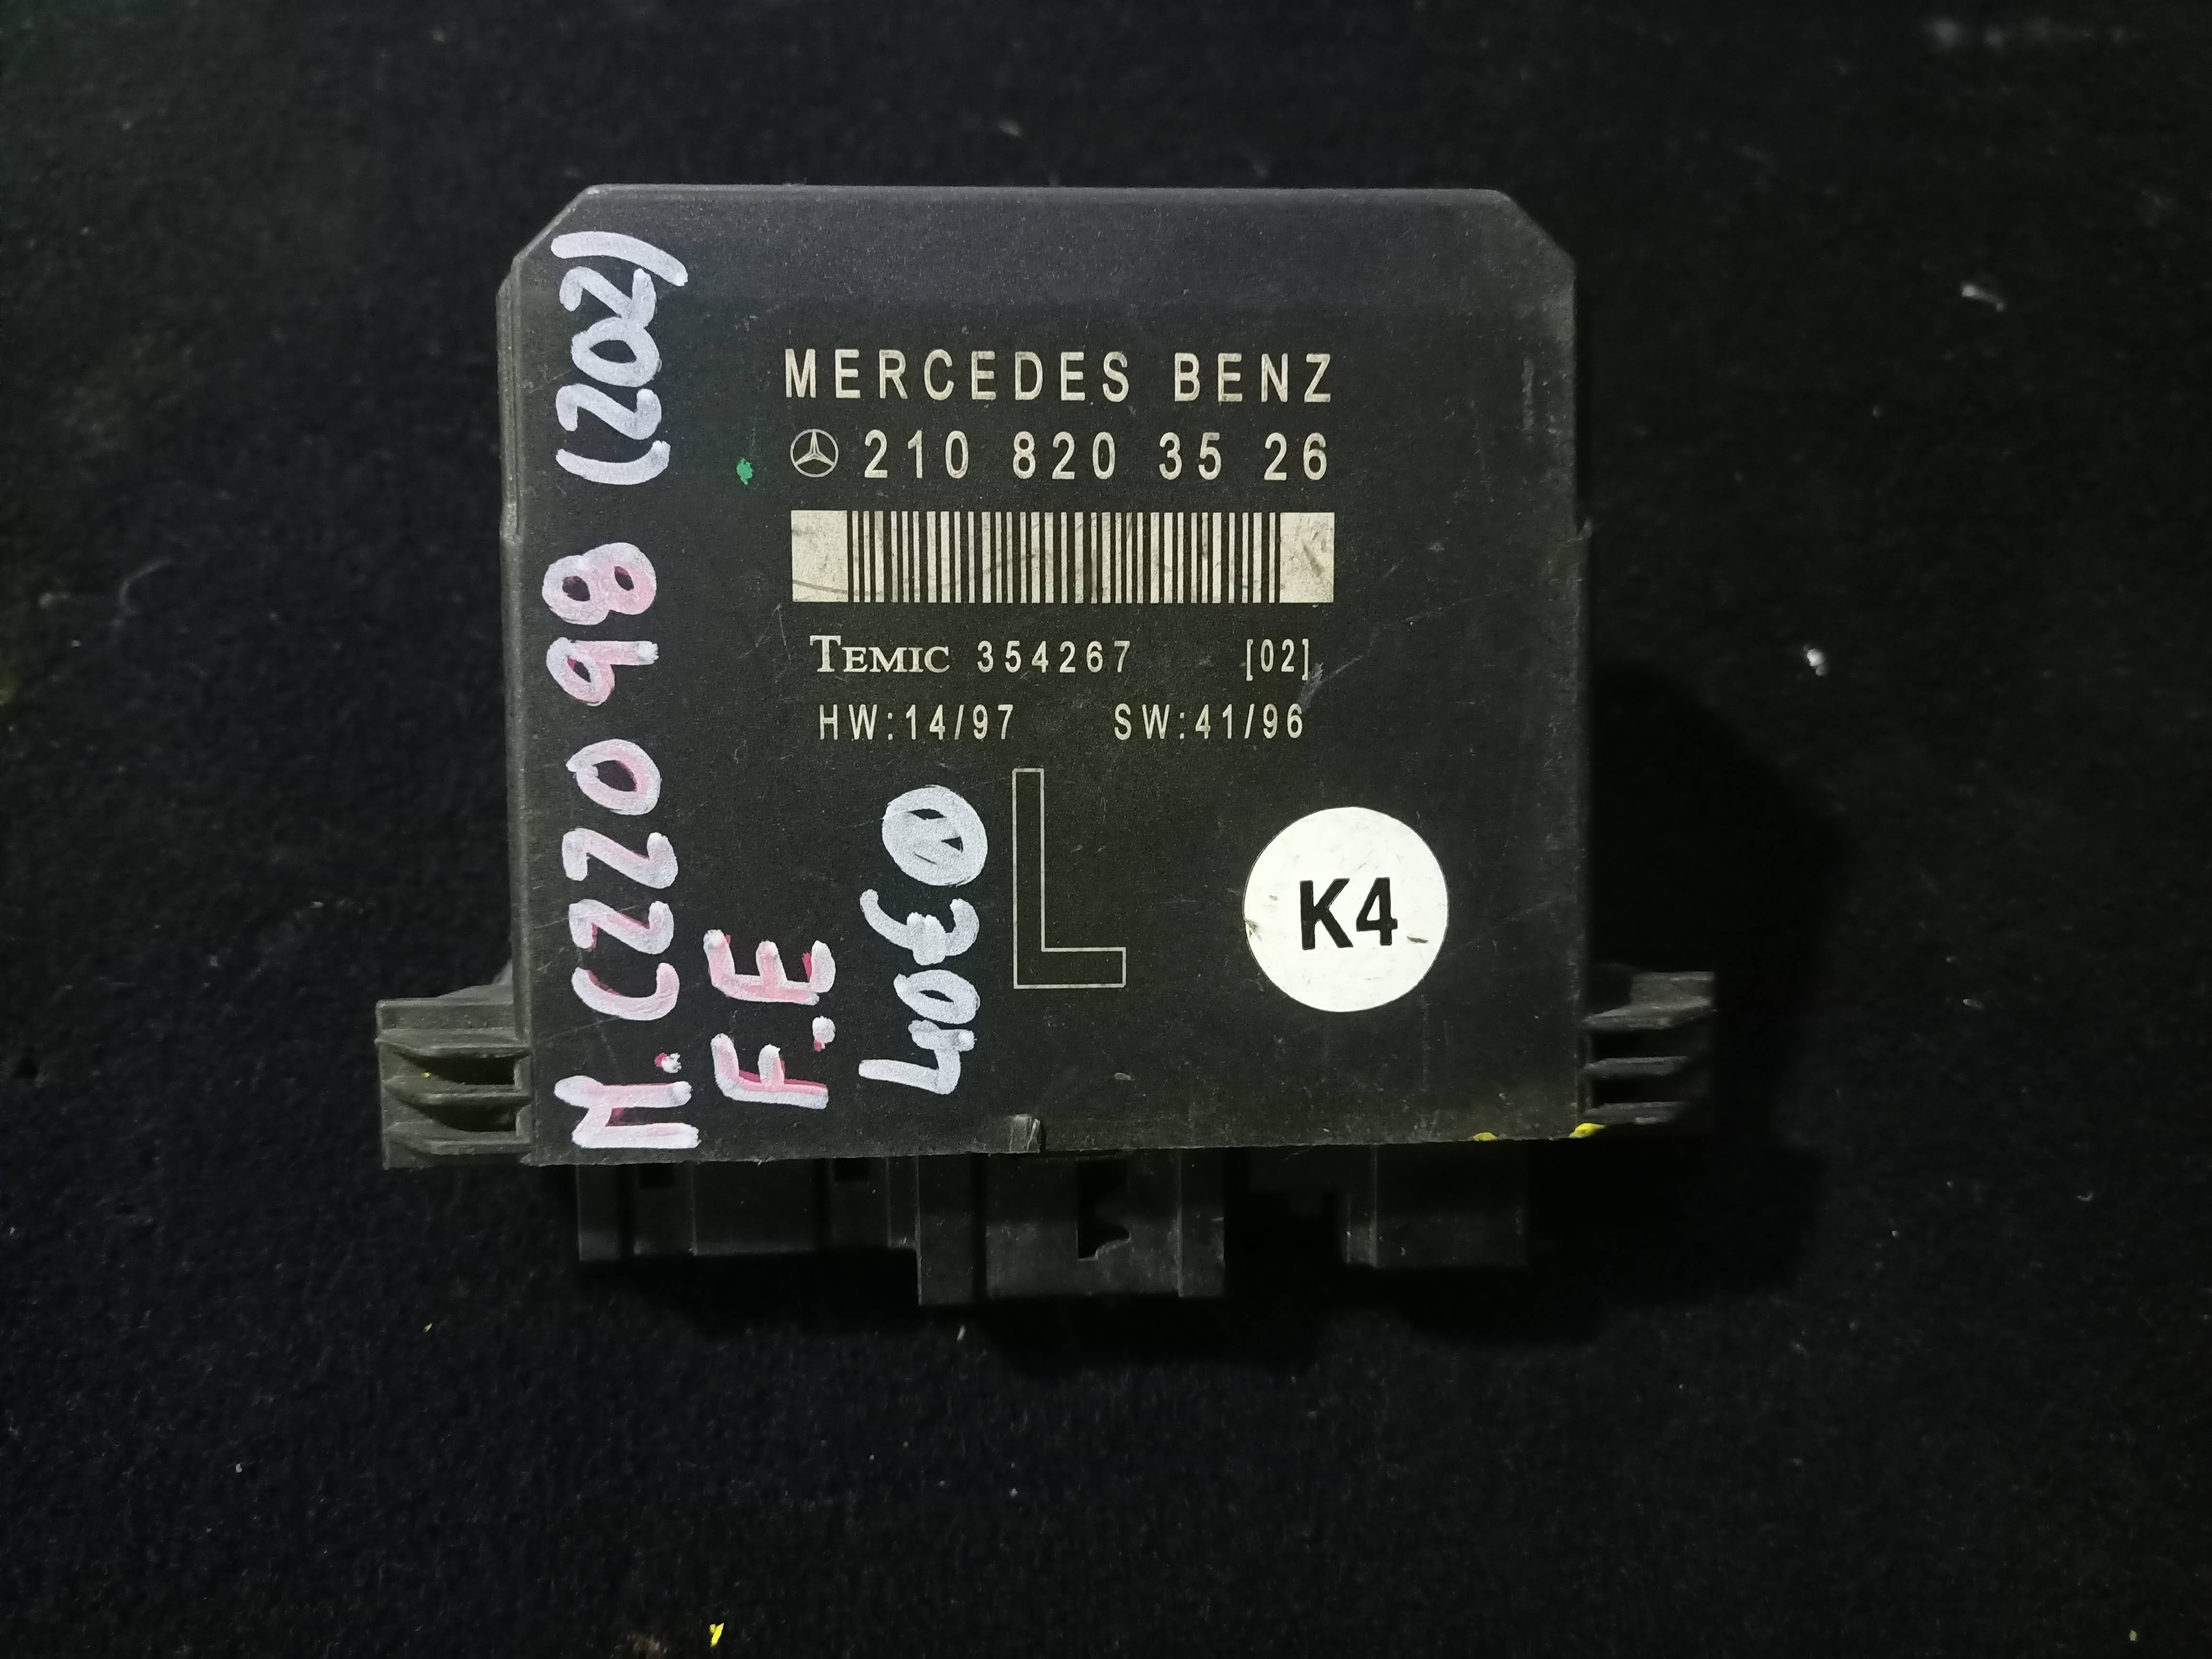 MERCEDES BENZ
210 820 35 26
TEMIC 354267 [02]
HW:14/97 SW:41/96
L
K4
M. C220 98 (202)
F.E
40€